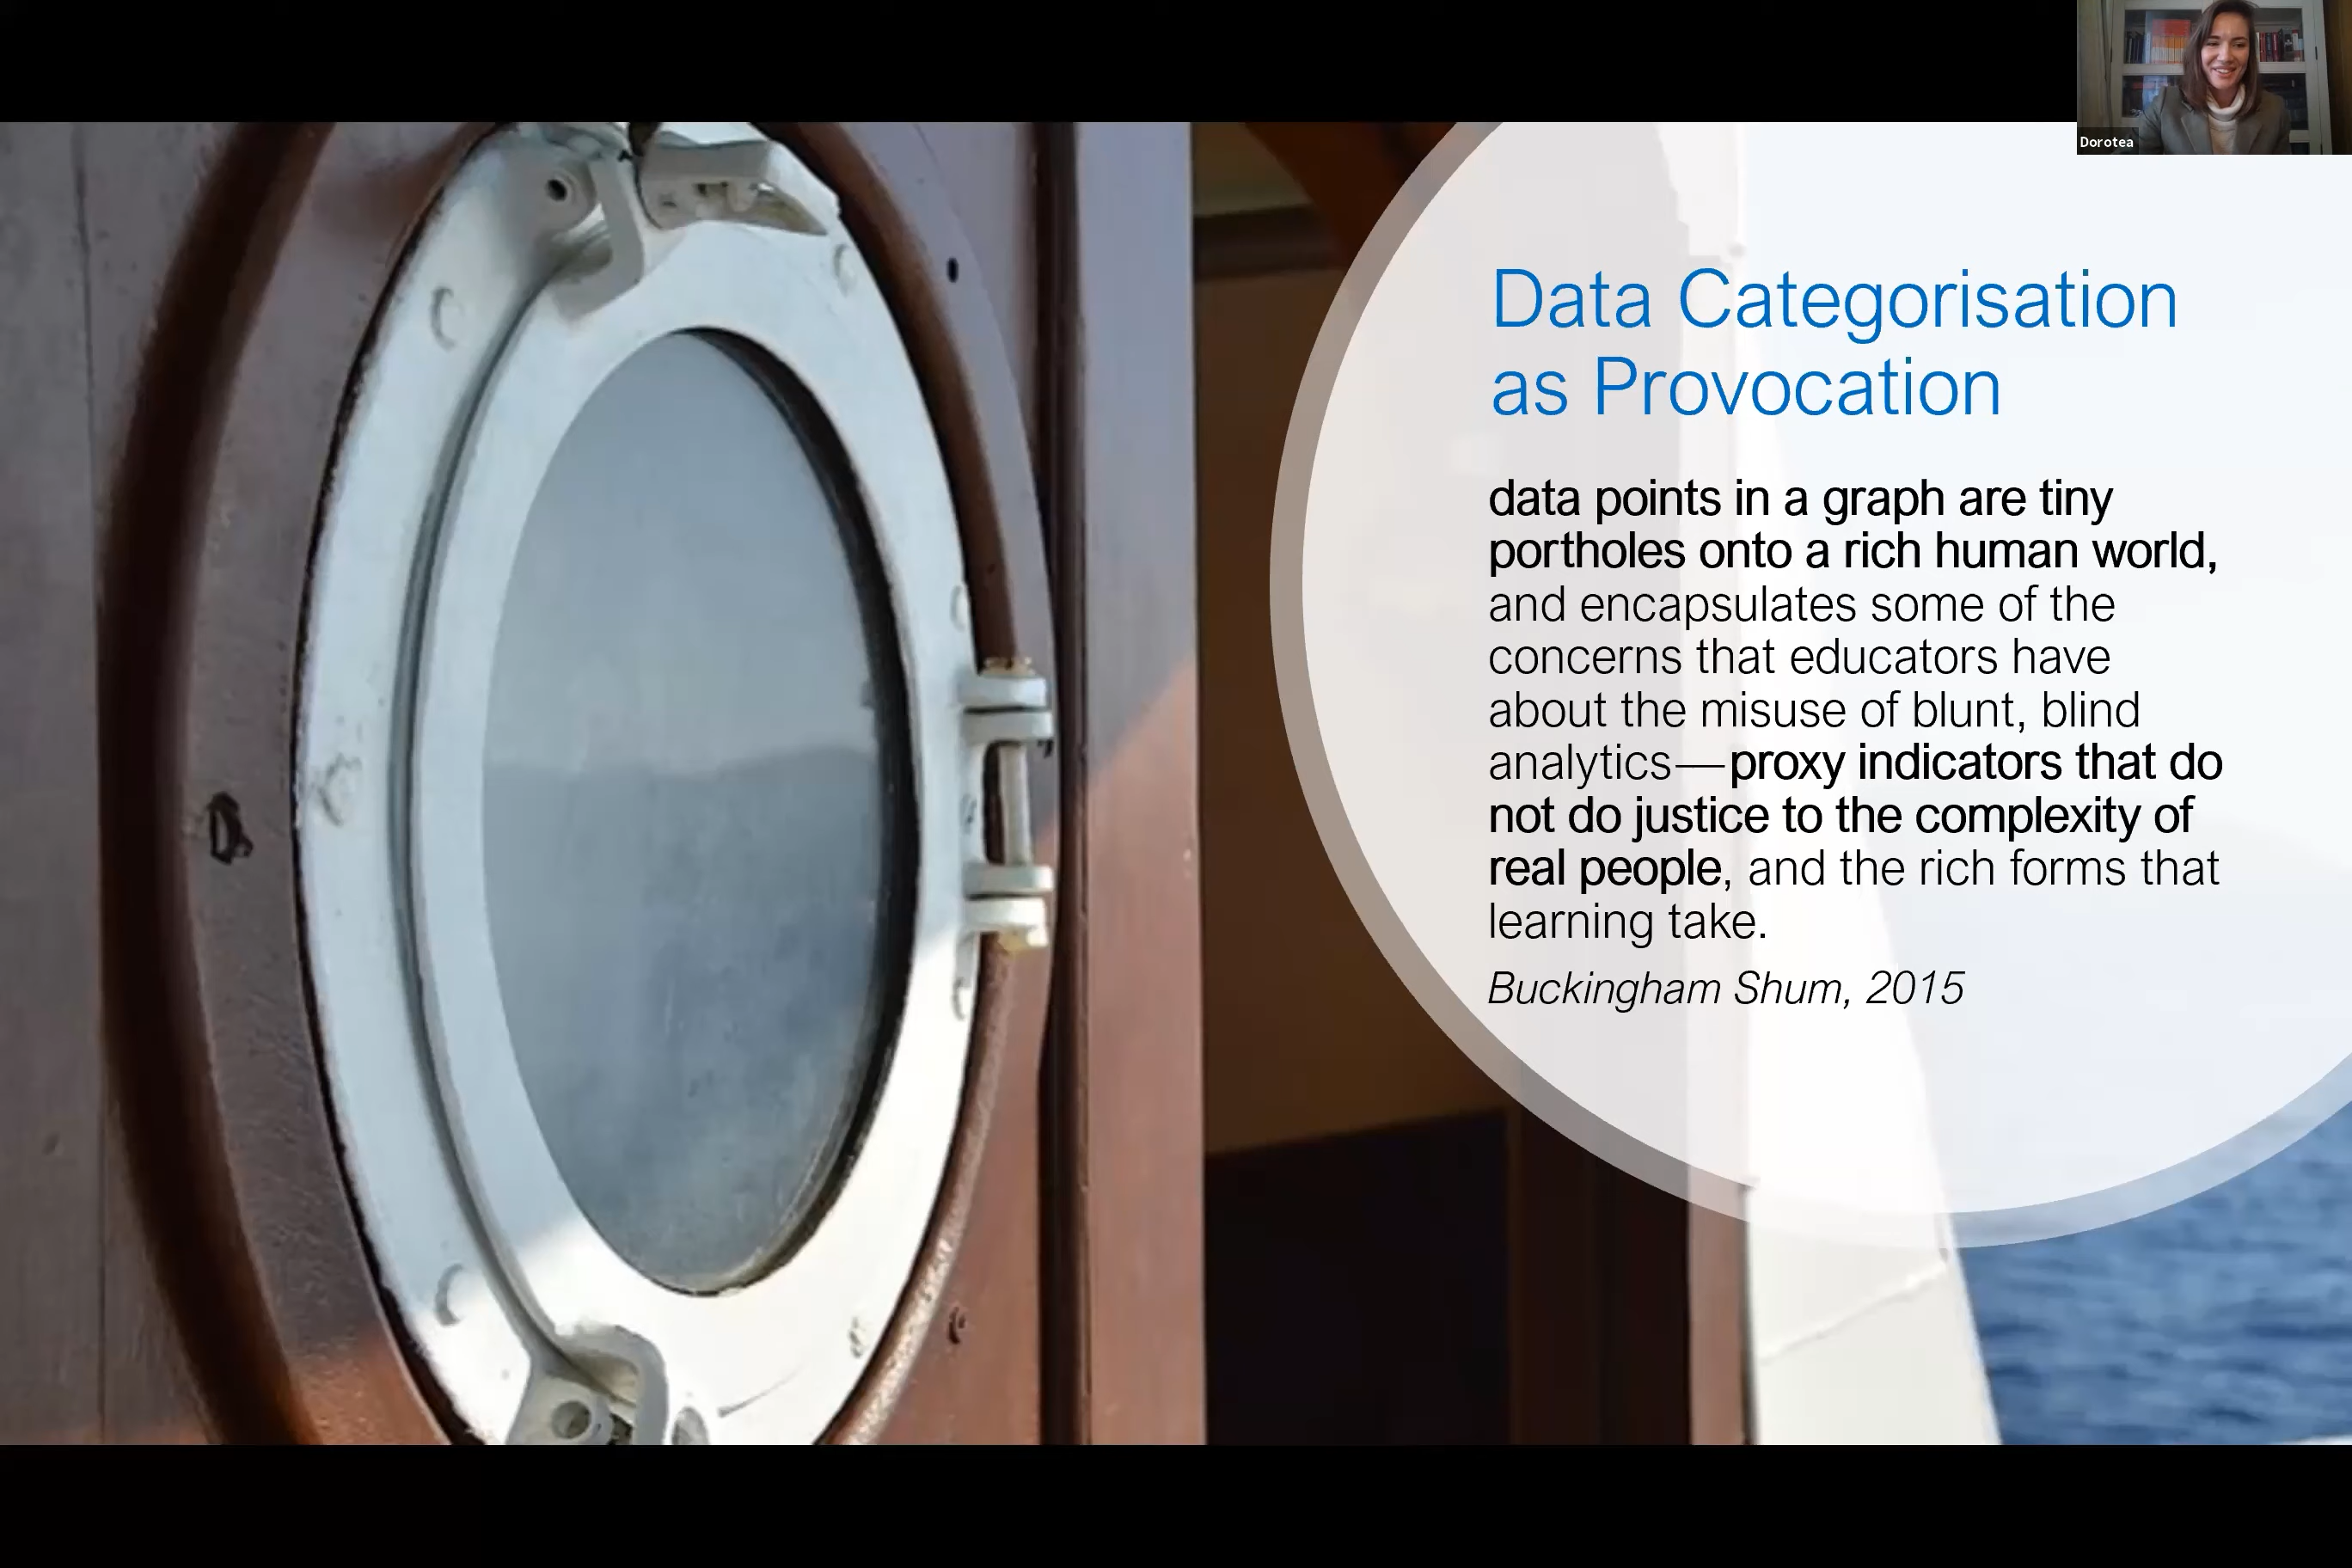 Dorotea
Data Categorisation
as Provocation
data points in a graph are tiny
portholes onto a rich human world,
and encapsulates some of the
concerns that educators have
about the misuse of blunt, blind
analytics—proxy indicators that do
not do justice to the complexity of
real people, and the rich forms that
learning take.
Buckingham Shum, 2015